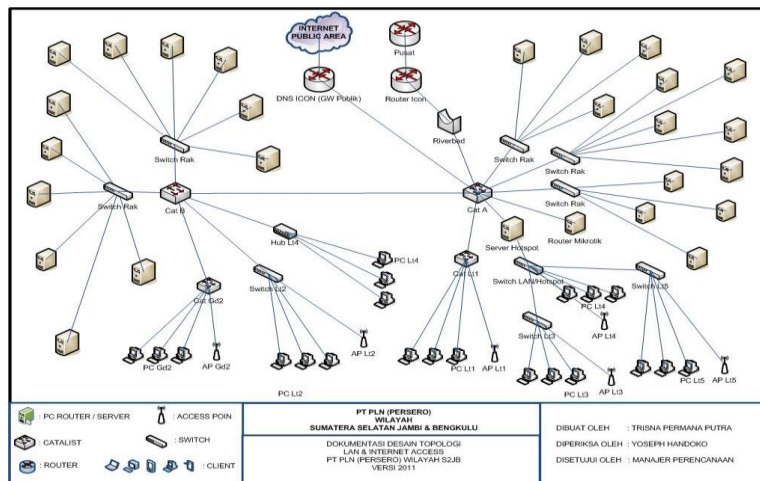 INTERNET
PUBLIC AREA
Pusat
DNS ICON (GW Publik)
Router Icon
Riverbed
Switch Rak
Switch Rak
Switch Rak
Switch Rak
Switch Rak
Cat B
Cat A
Hub Lt4
Server Hotspot
Router Mikrotik
PC Lt4
Cat Lt1
Switch LAN/Hotspot
Switch Lt2
Switch Lt5
Cat Gd2
PC Lt4
AP Lt4
Switch Lt3
PC Gd2
AP Gd2
AP Lt2
PC Lt1
AP Lt1
PC Lt5
AP Lt5
PC Lt2
PC Lt3
AP Lt3
: PC ROUTER / SERVER
: ACCESS POIN
: CATALIST
: SWITCH
: ROUTER
: CLIENT
PT PLN (PERSERO)
WILAYAH
SUMATERA SELATAN JAMBI & BENGKULU
DOKUMENTASI DESAIN TOPOLOGI
LAN & INTERNET ACCESS
PT PLN (PERSERO) WILAYAH S2JB
VERSI 2011
DIBUAT OLEH : TRISNA PERMANA PUTRA
DIPERIKSA OLEH : YOSEPH HANDOKO
DISETUJUI OLEH : MANAJER PERENCANAAN